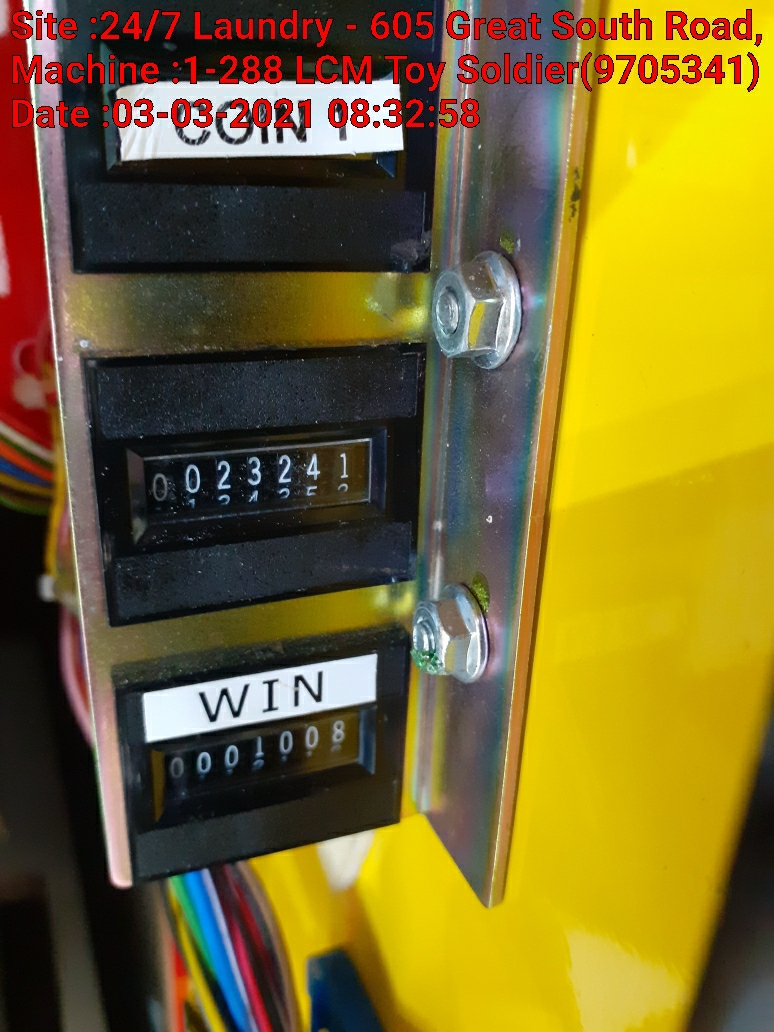 Site :24/7 Laundry - 605 Great South Road,
Machine :1-288 LCM Toy Soldier(9705341)
Date :03-03-2021 08:32:58
COIN 1
0023241
WIN
0001008